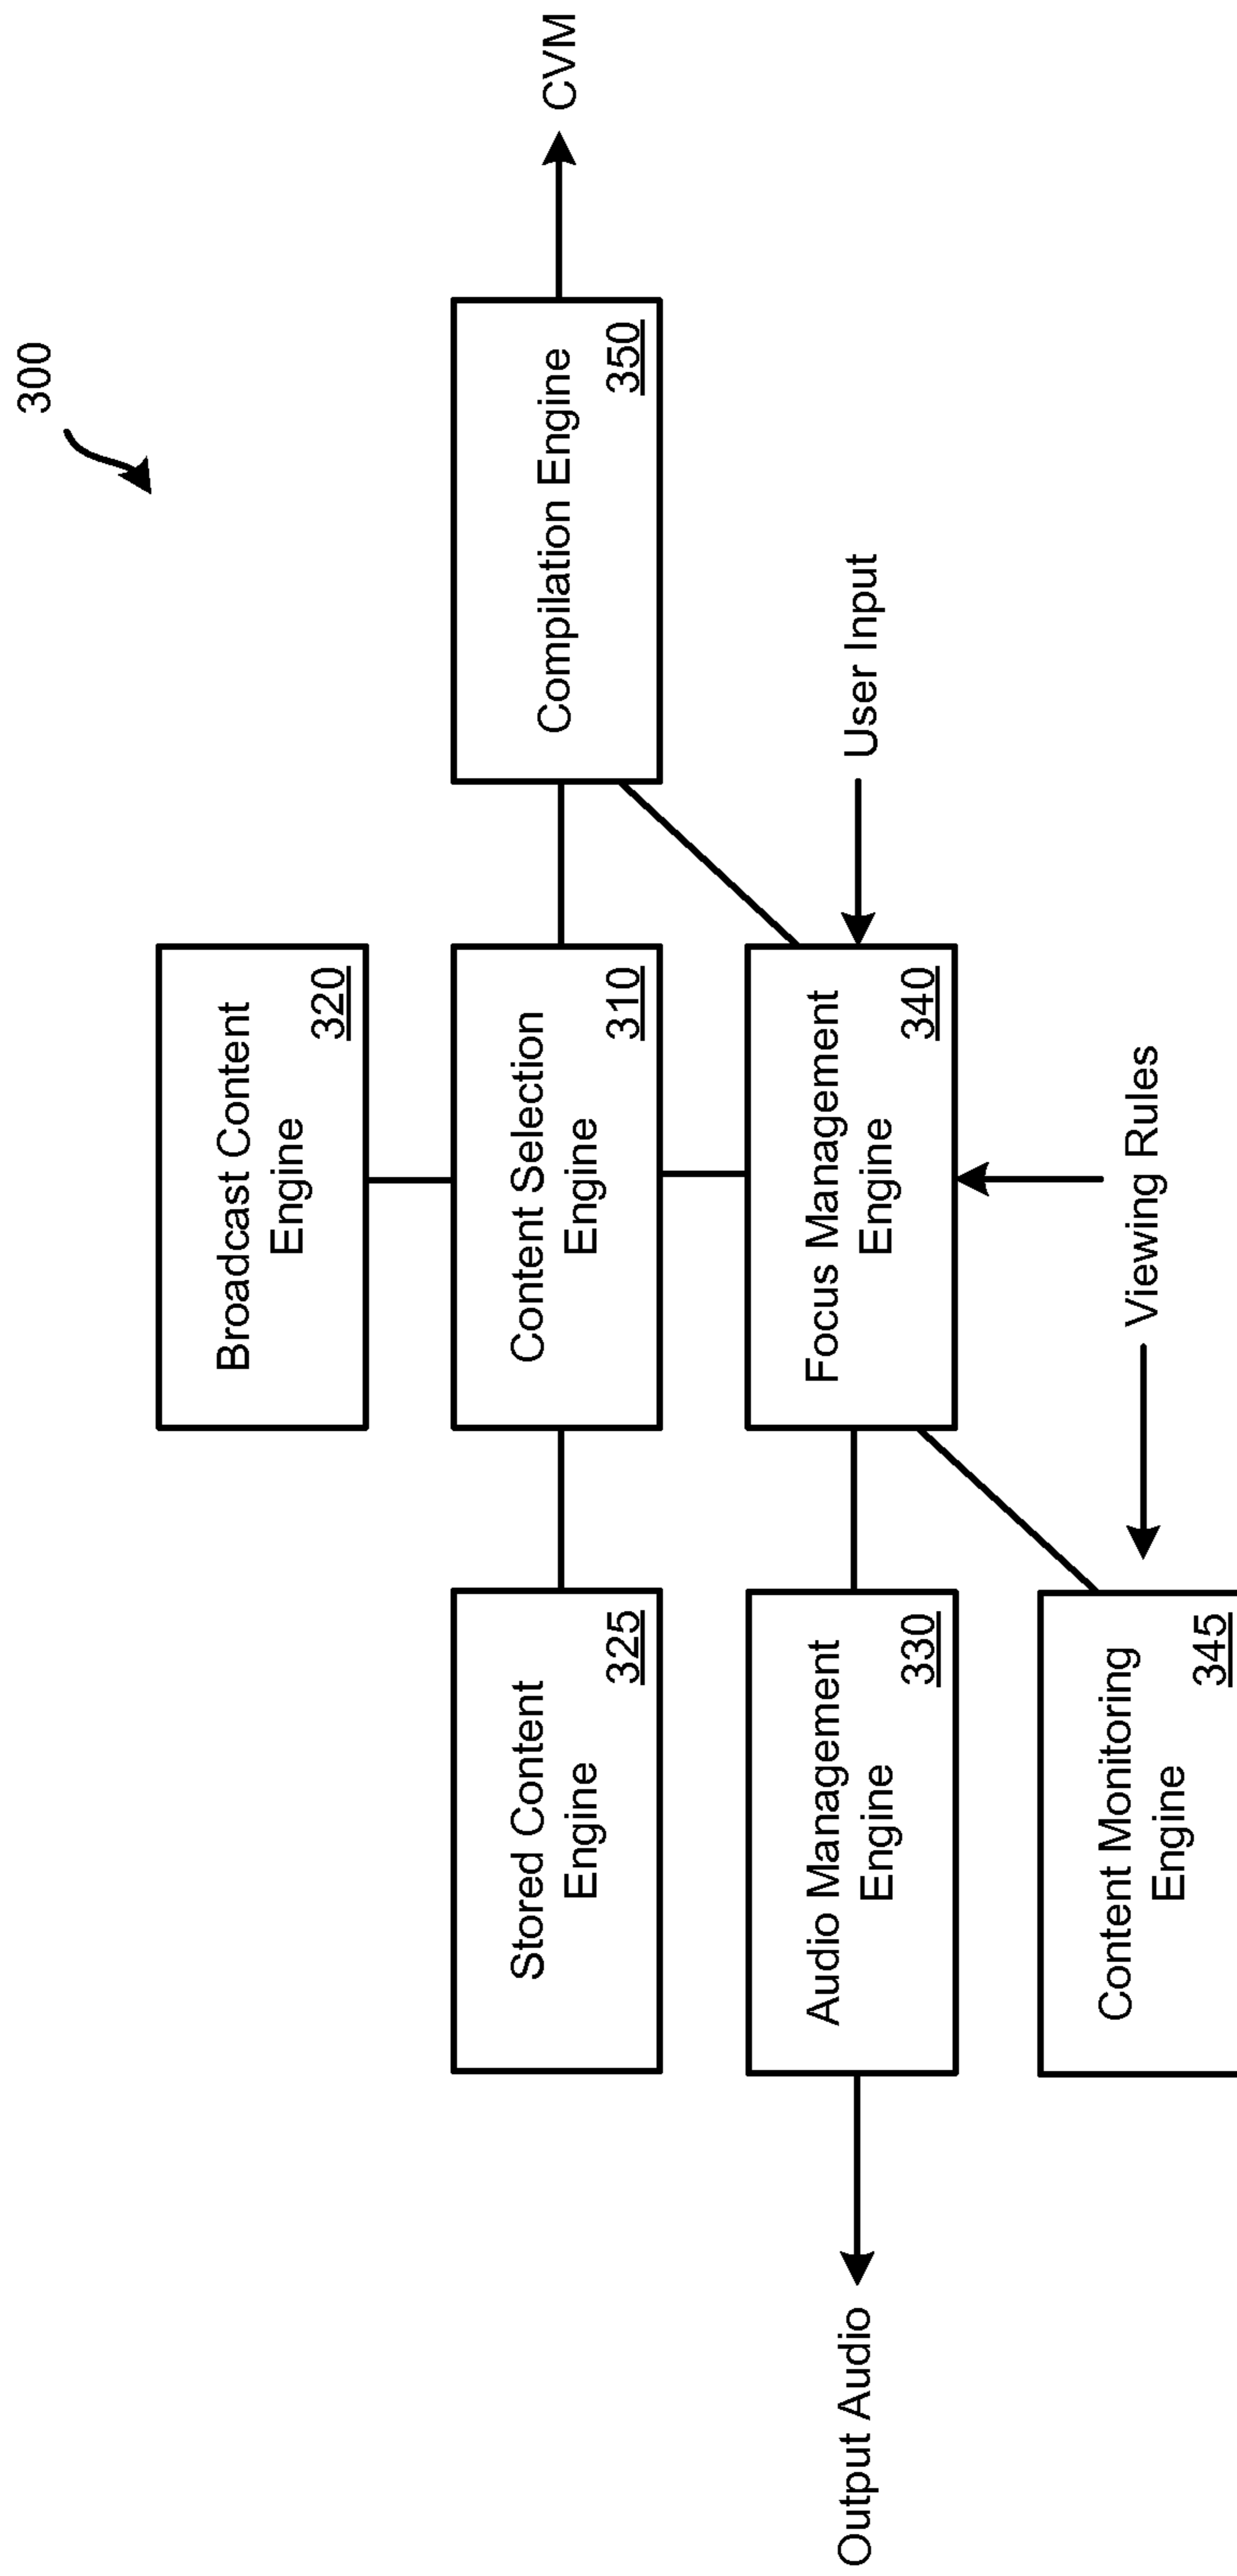 300
Broadcast Content
Engine
320
Stored Content
Engine
325
Content Selection
Engine
310
Compilation Engine
350
CVM
Output Audio
Audio Management
Engine
330
Focus Management
Engine
340
User Input
Content Monitoring
Engine
345
Viewing Rules